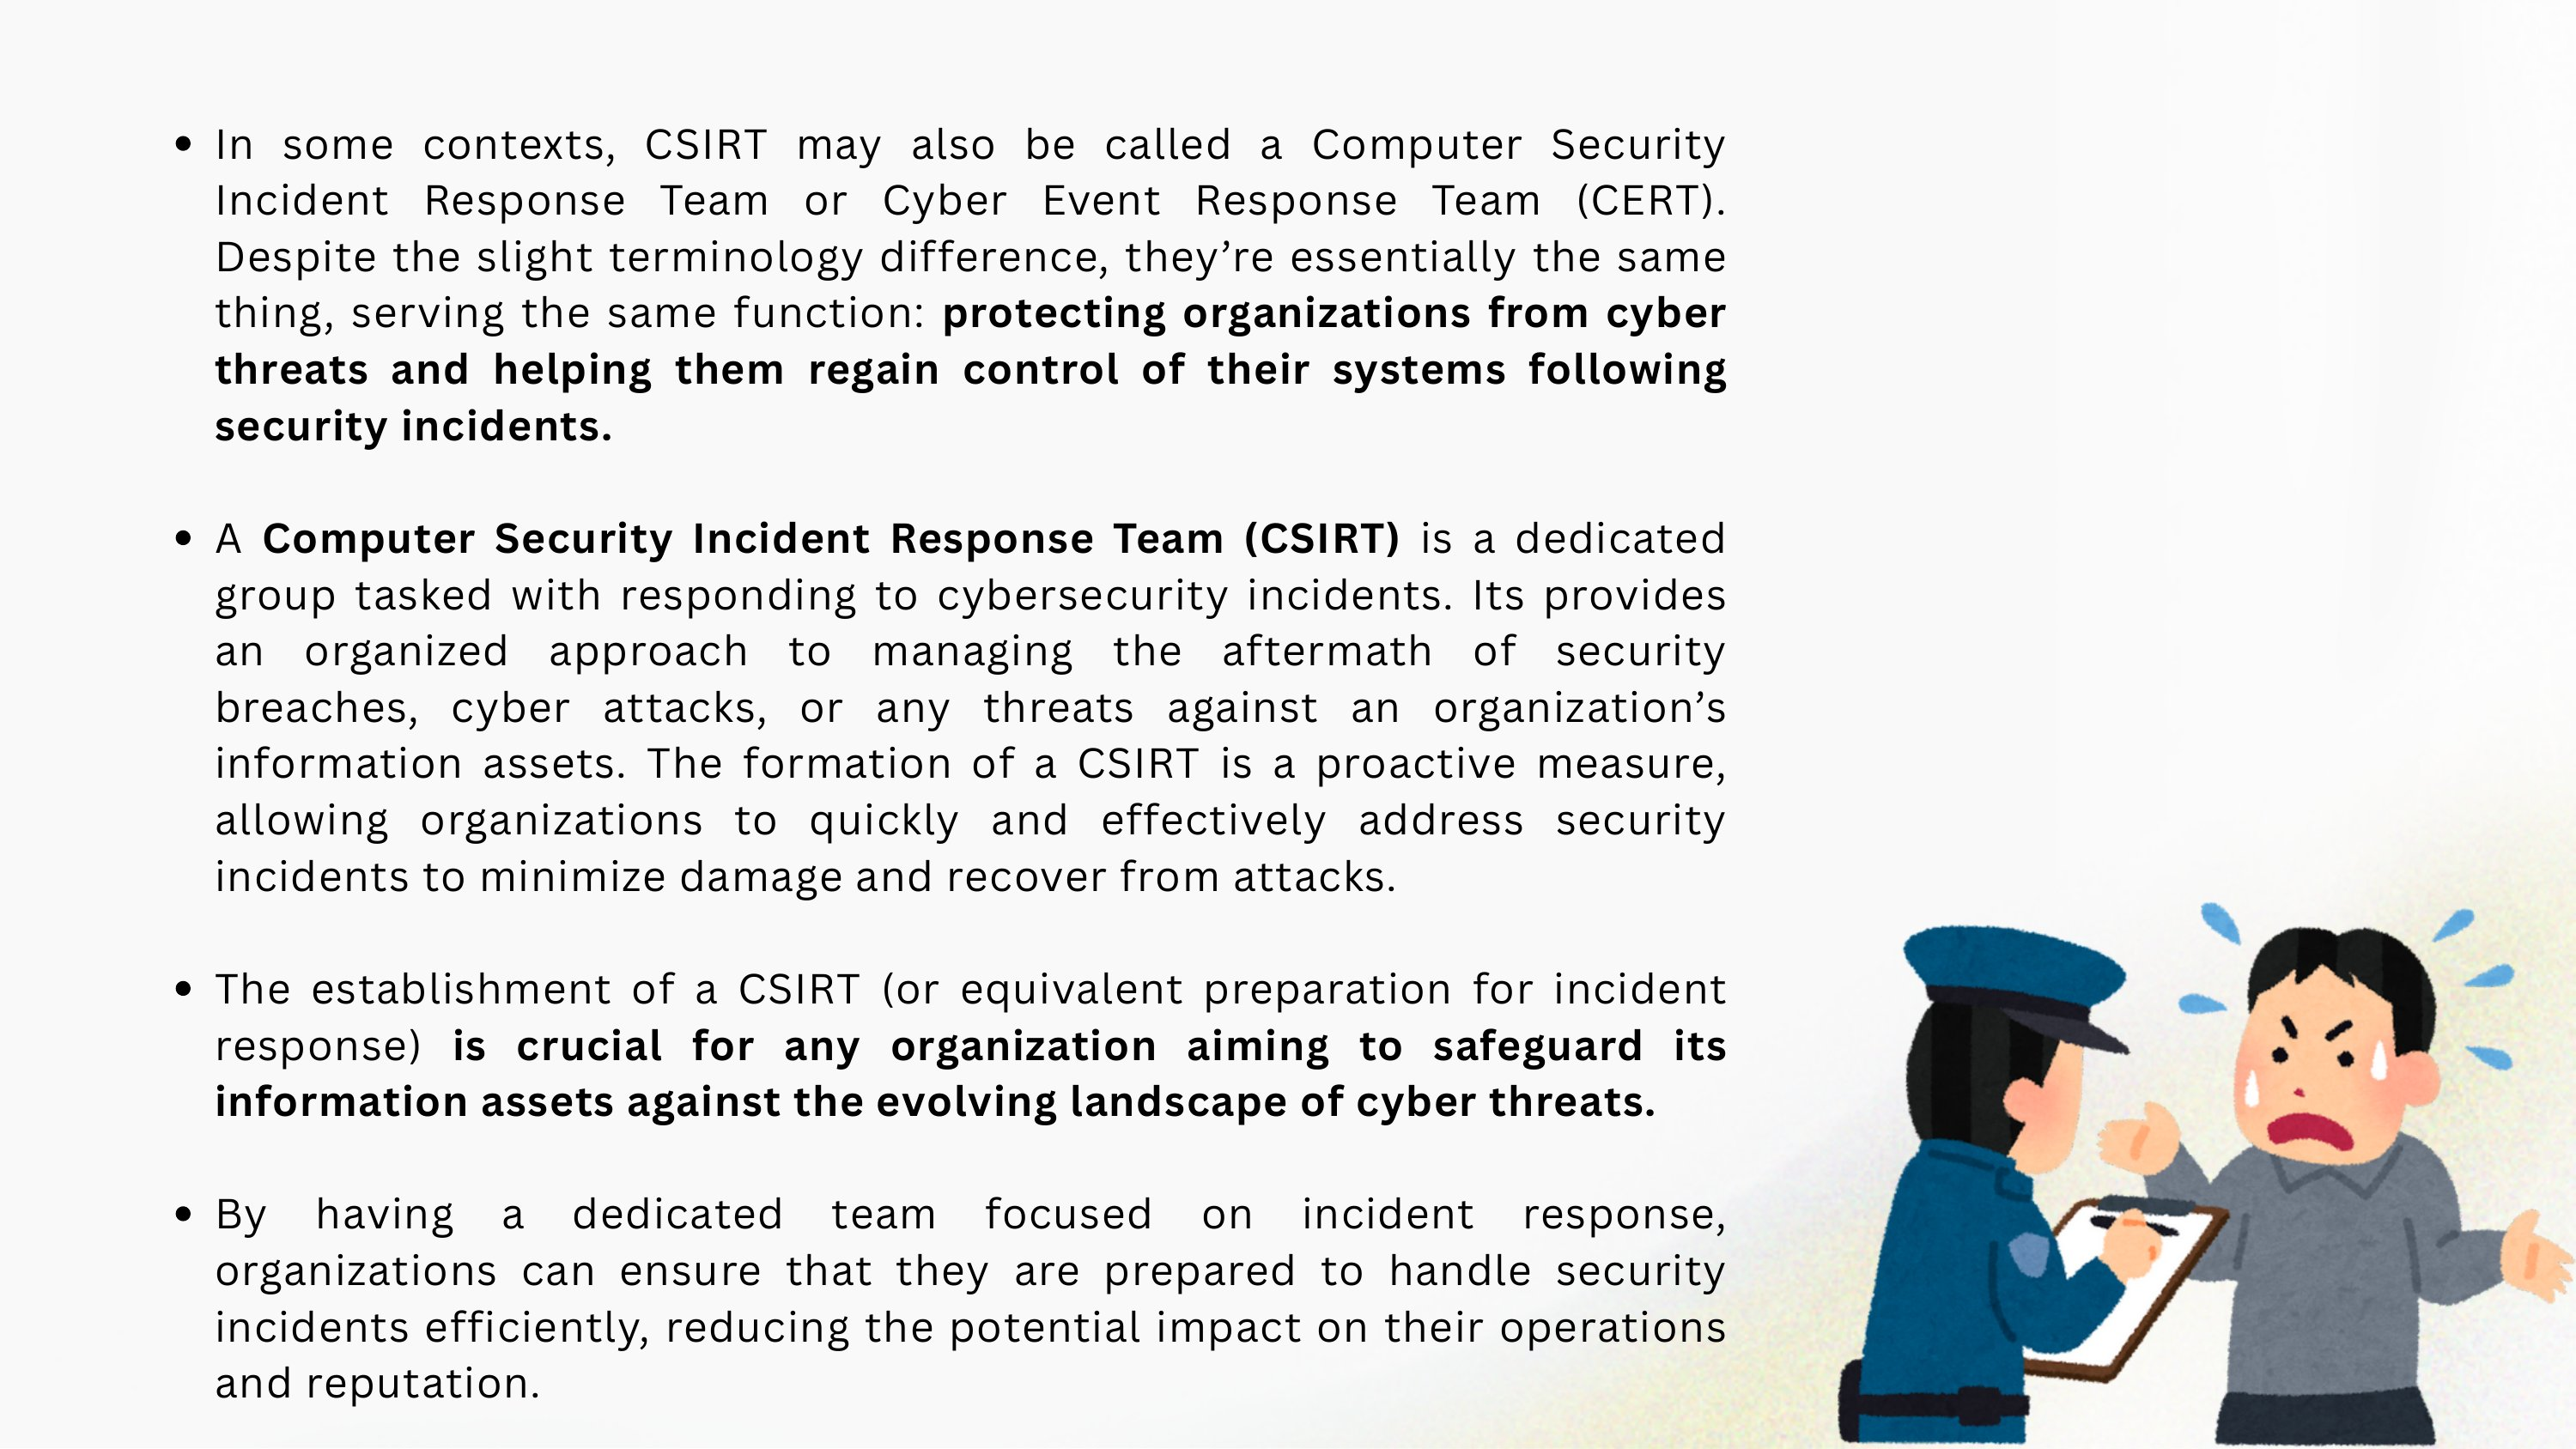 • In some contexts, CSIRT may also be called a Computer Security
Incident Response Team or Cyber Event Response Team (CERT).
Despite the slight terminology difference, they’re essentially the same
thing, serving the same function: protecting organizations from cyber
threats and helping them regain control of their systems following
security incidents.
• A Computer Security Incident Response Team (CSIRT) is a dedicated
group tasked with responding to cybersecurity incidents. Its provides
an organized approach to managing the aftermath of security
breaches, cyber attacks, or any threats against an organization’s
information assets. The formation of a CSIRT is a proactive measure,
allowing organizations to quickly and effectively address security
incidents to minimize damage and recover from attacks.
• The establishment of a CSIRT (or equivalent preparation for incident
response) is crucial for any organization aiming to safeguard its
information assets against the evolving landscape of cyber threats.
• By having a dedicated team focused on incident response,
organizations can ensure that they are prepared to handle security
incidents efficiently, reducing the potential impact on their operations
and reputation.